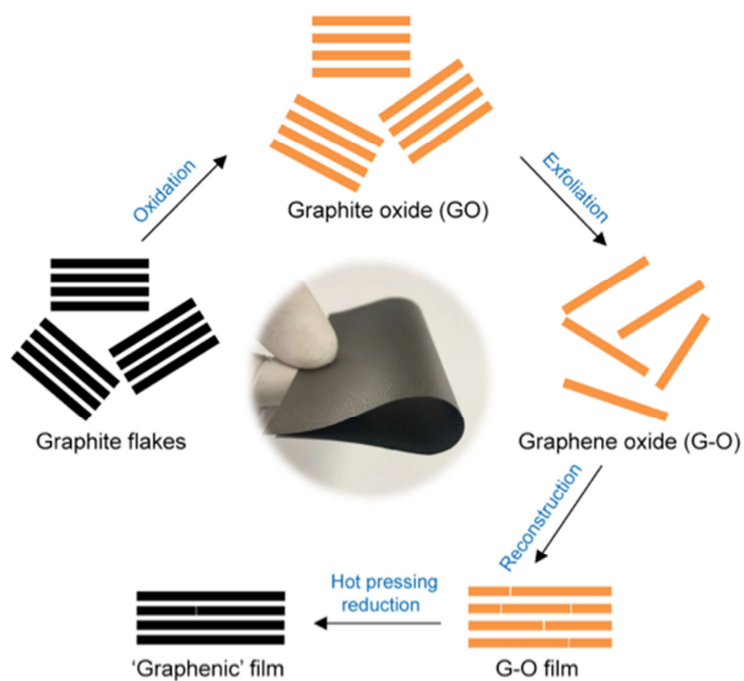 Oxidation
Graphite oxide (GO)
Exfoliation
Graphite flakes
Graphene oxide (G-O)
Reconstruction
Hot pressing
reduction
‘Graphenic’ film
G-O film